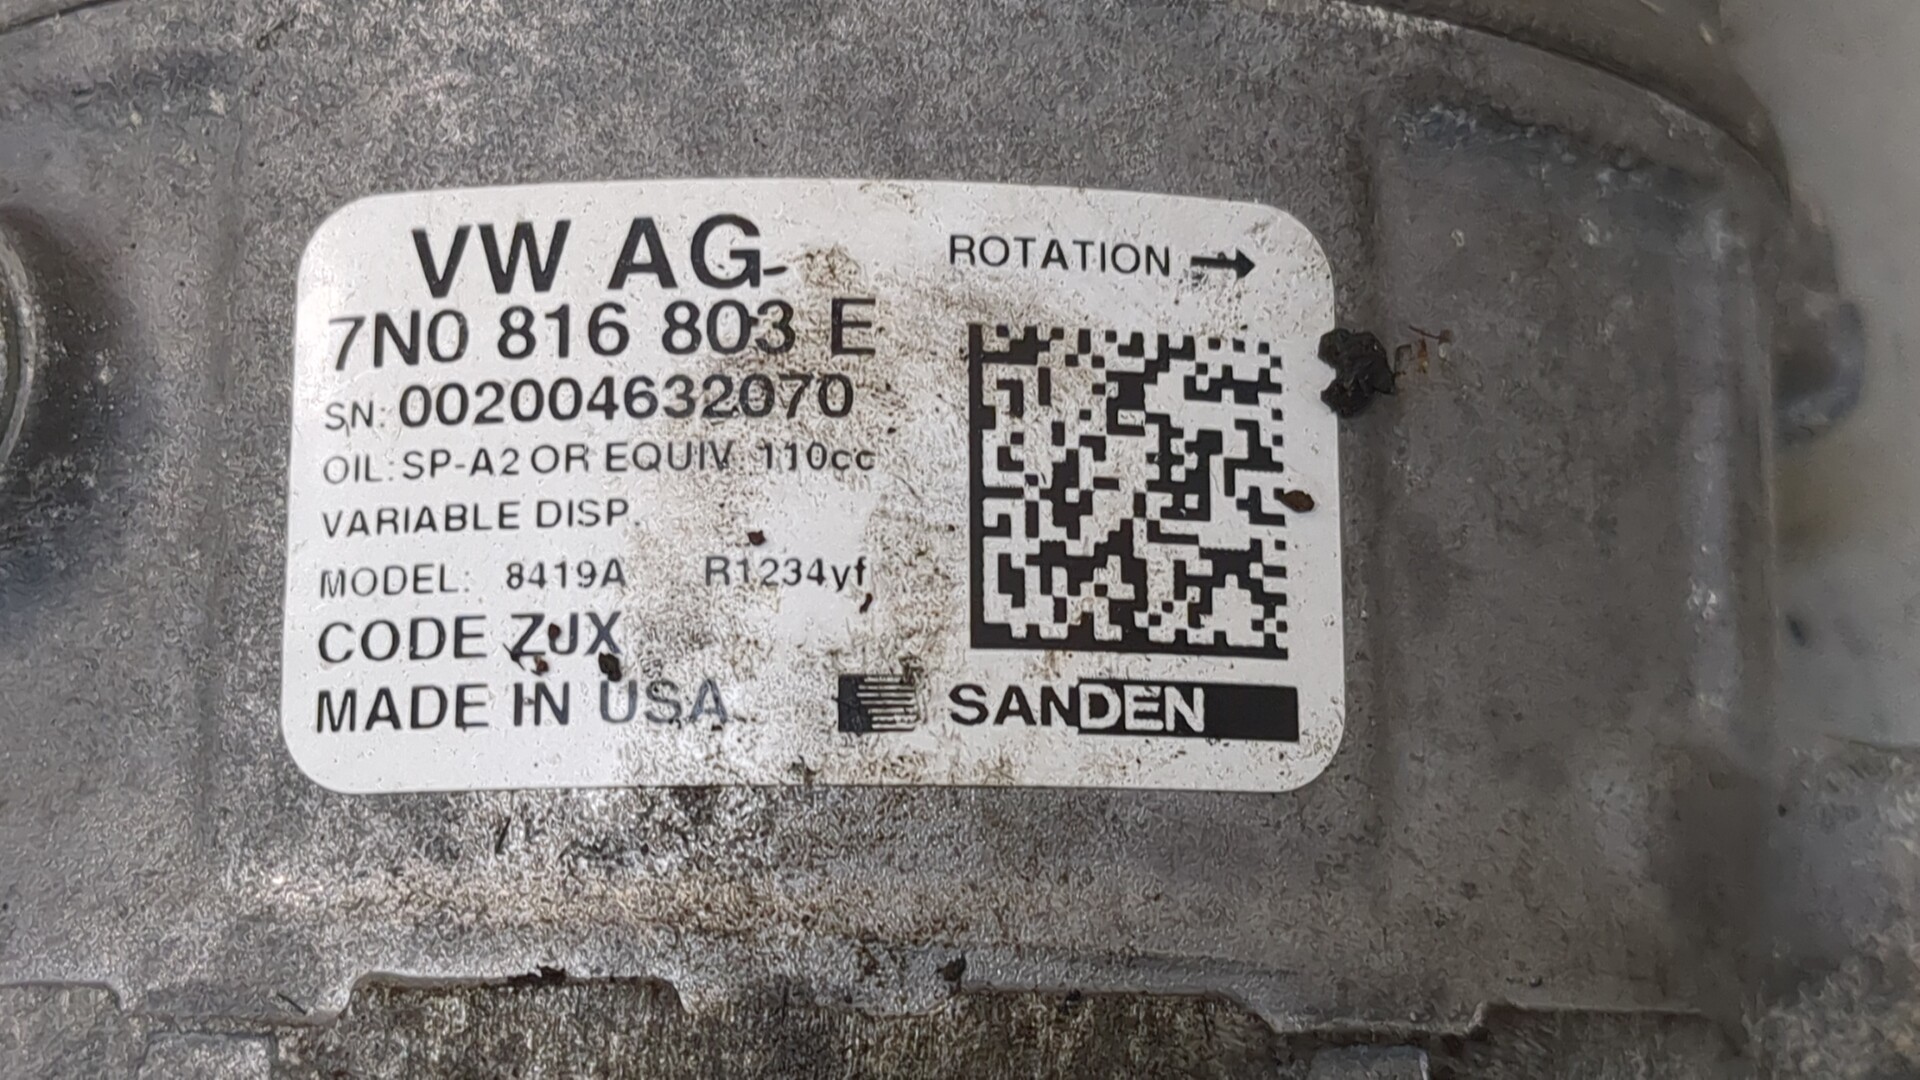 VW AG
ROTATION →
7N0 816 803 E
SN: 002004632070
OIL: SP-A2 OR EQUIV 110cc
VARIABLE DISP.
MODEL: 8419A R1234yf
CODE ZJX
MADE IN USA
SANDEN